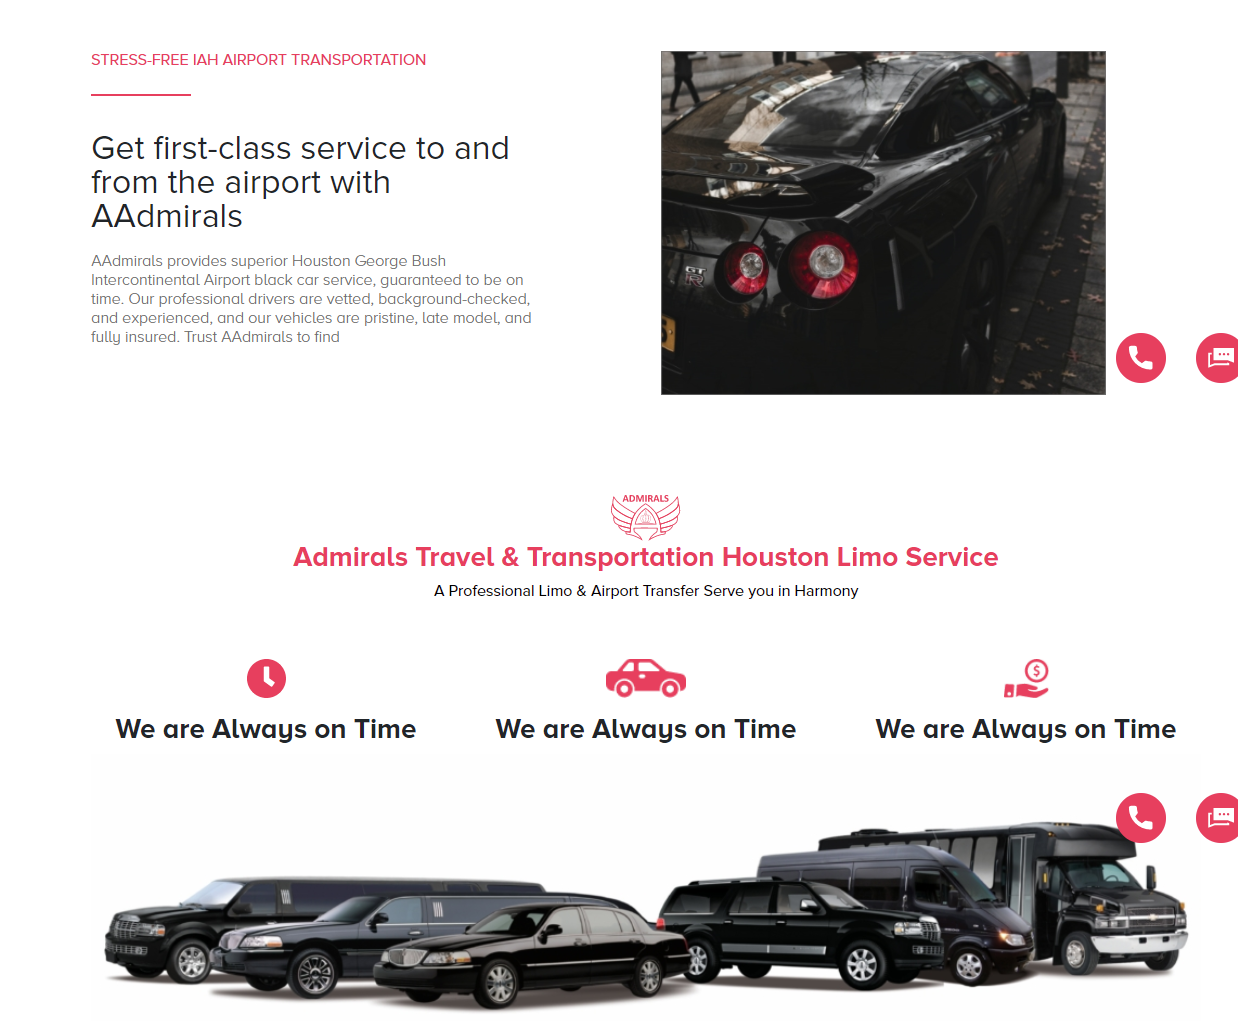 STRESS-FREE IAH AIRPORT TRANSPORTATION
Get first-class service to and
from the airport with
AAdmirals
AAdmirals provides superior Houston George Bush
Intercontinental Airport black car service, guaranteed to be on
time. Our professional drivers are vetted, background-checked,
and experienced, and our vehicles are pristine, late model, and
fully insured. Trust AAdmirals to find
GT
R
ADMIRALS
Admirals Travel & Transportation Houston Limo Service
A Professional Limo & Airport Transfer Serve you in Harmony
$
We are Always on Time
We are Always on Time
We are Always on Time